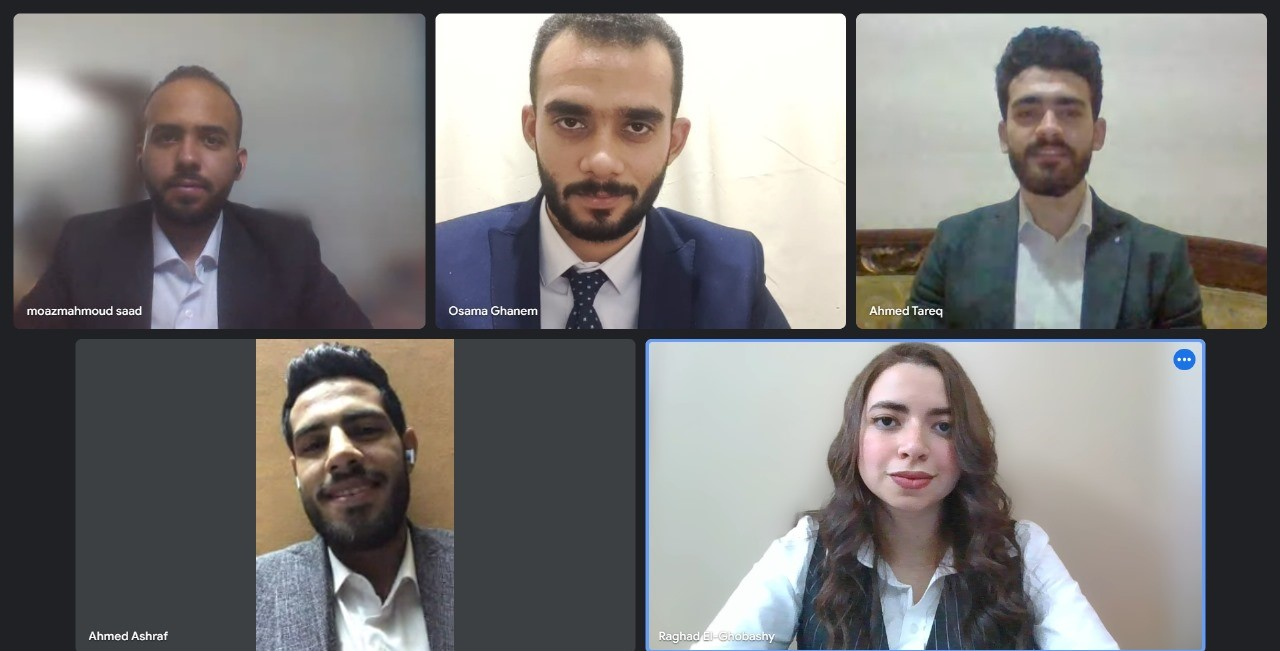 moazmahmoud saad
Osama Ghanem
Ahmed Tareq
Ahmed Ashraf
Raghad El-Ghobashy